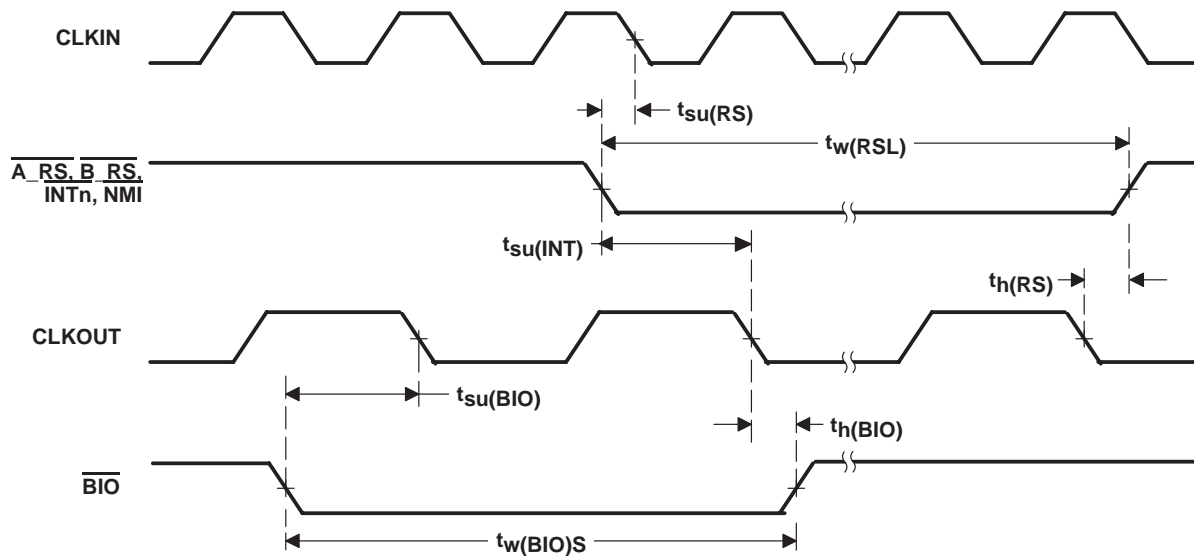 CLKIN
tsu(RS)
tw(RSL)
A_RS, B_RS,
INTn, NMI
tsu(INT)
th(RS)
CLKOUT
tsu(BIO)
th(BIO)
BIO
tw(BIO)S